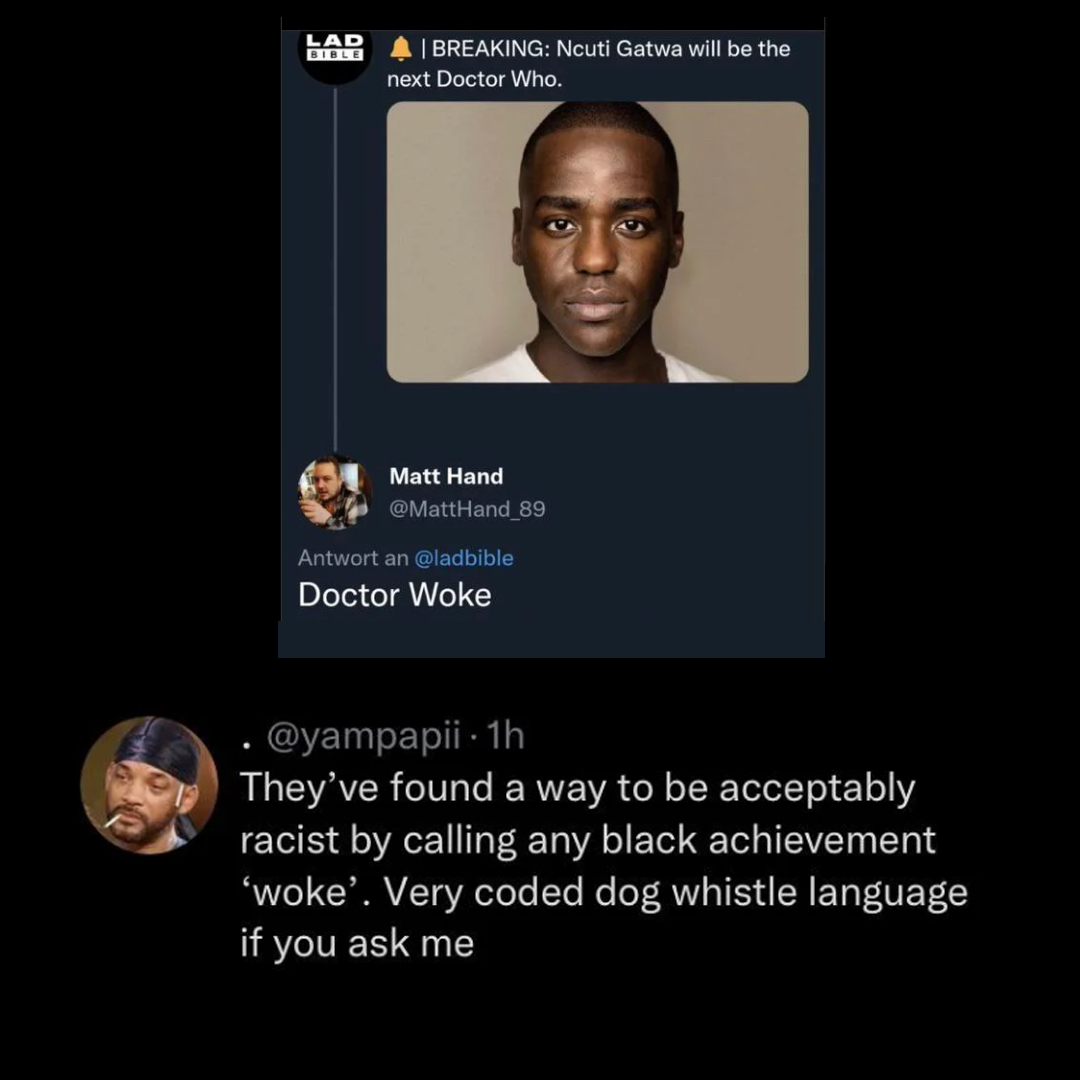 LAD
BIBLE
🔔 | BREAKING: Ncuti Gatwa will be the
next Doctor Who.
Matt Hand
@MattHand_89
Antwort an @ladbible
Doctor Woke
. @yampapii · 1h
They’ve found a way to be acceptably
racist by calling any black achievement
‘woke’. Very coded dog whistle language
if you ask me